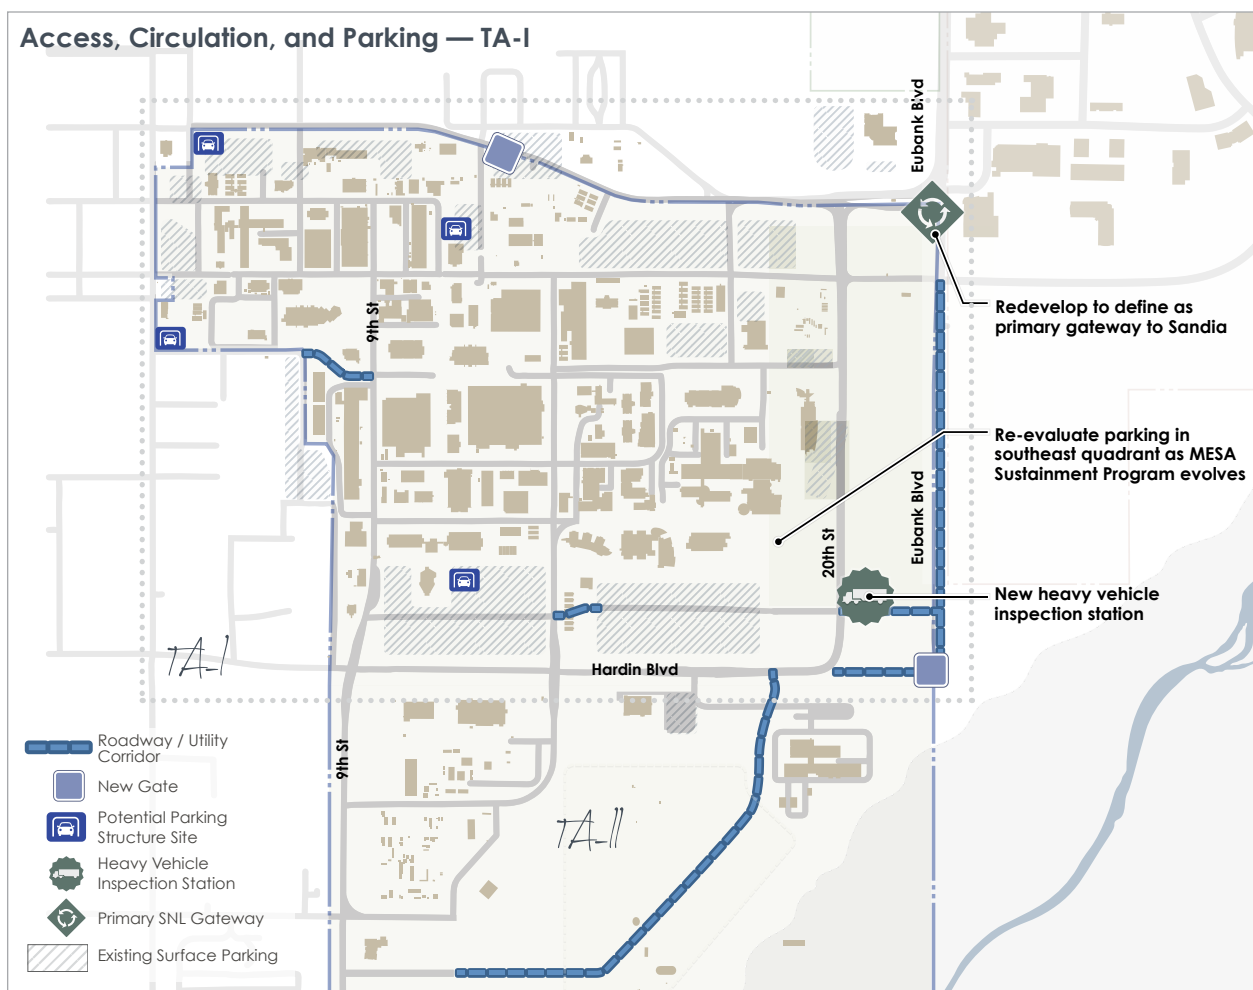 Access, Circulation, and Parking — TA-I
Eubank Blvd
9th St
Redevelop to define as
primary gateway to Sandia
Re-evaluate parking in
southeast quadrant as MESA
Sustainment Program evolves
Eubank Blvd
20th St
New heavy vehicle
inspection station
TA-I
Hardin Blvd
9th St
TA-II
Roadway / Utility
Corridor
New Gate
Potential Parking
Structure Site
Heavy Vehicle
Inspection Station
Primary SNL Gateway
Existing Surface Parking